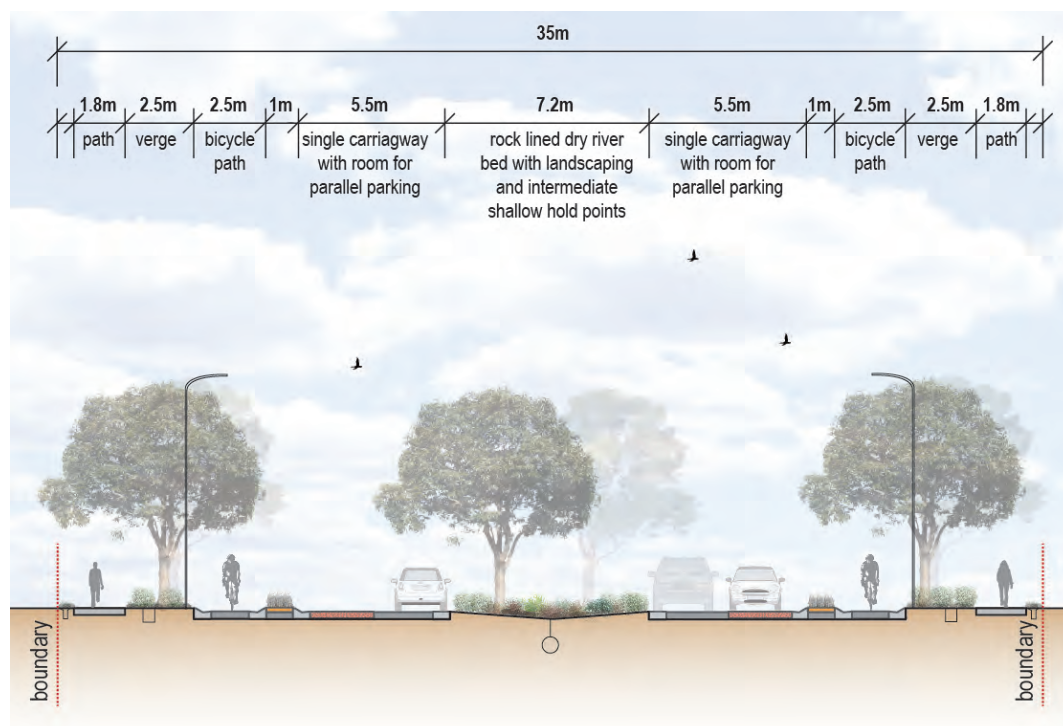 35m
1.8m 2.5m 2.5m 1m 5.5m 7.2m 5.5m 1m 2.5m 2.5m 1.8m
path
verge
bicycle
path
single carriagway
with room for
parallel parking
rock lined dry river
bed with landscaping
and intermediate
shallow hold points
single carriagway
with room for
parallel parking
bicycle
path
verge
path
boundary
boundary